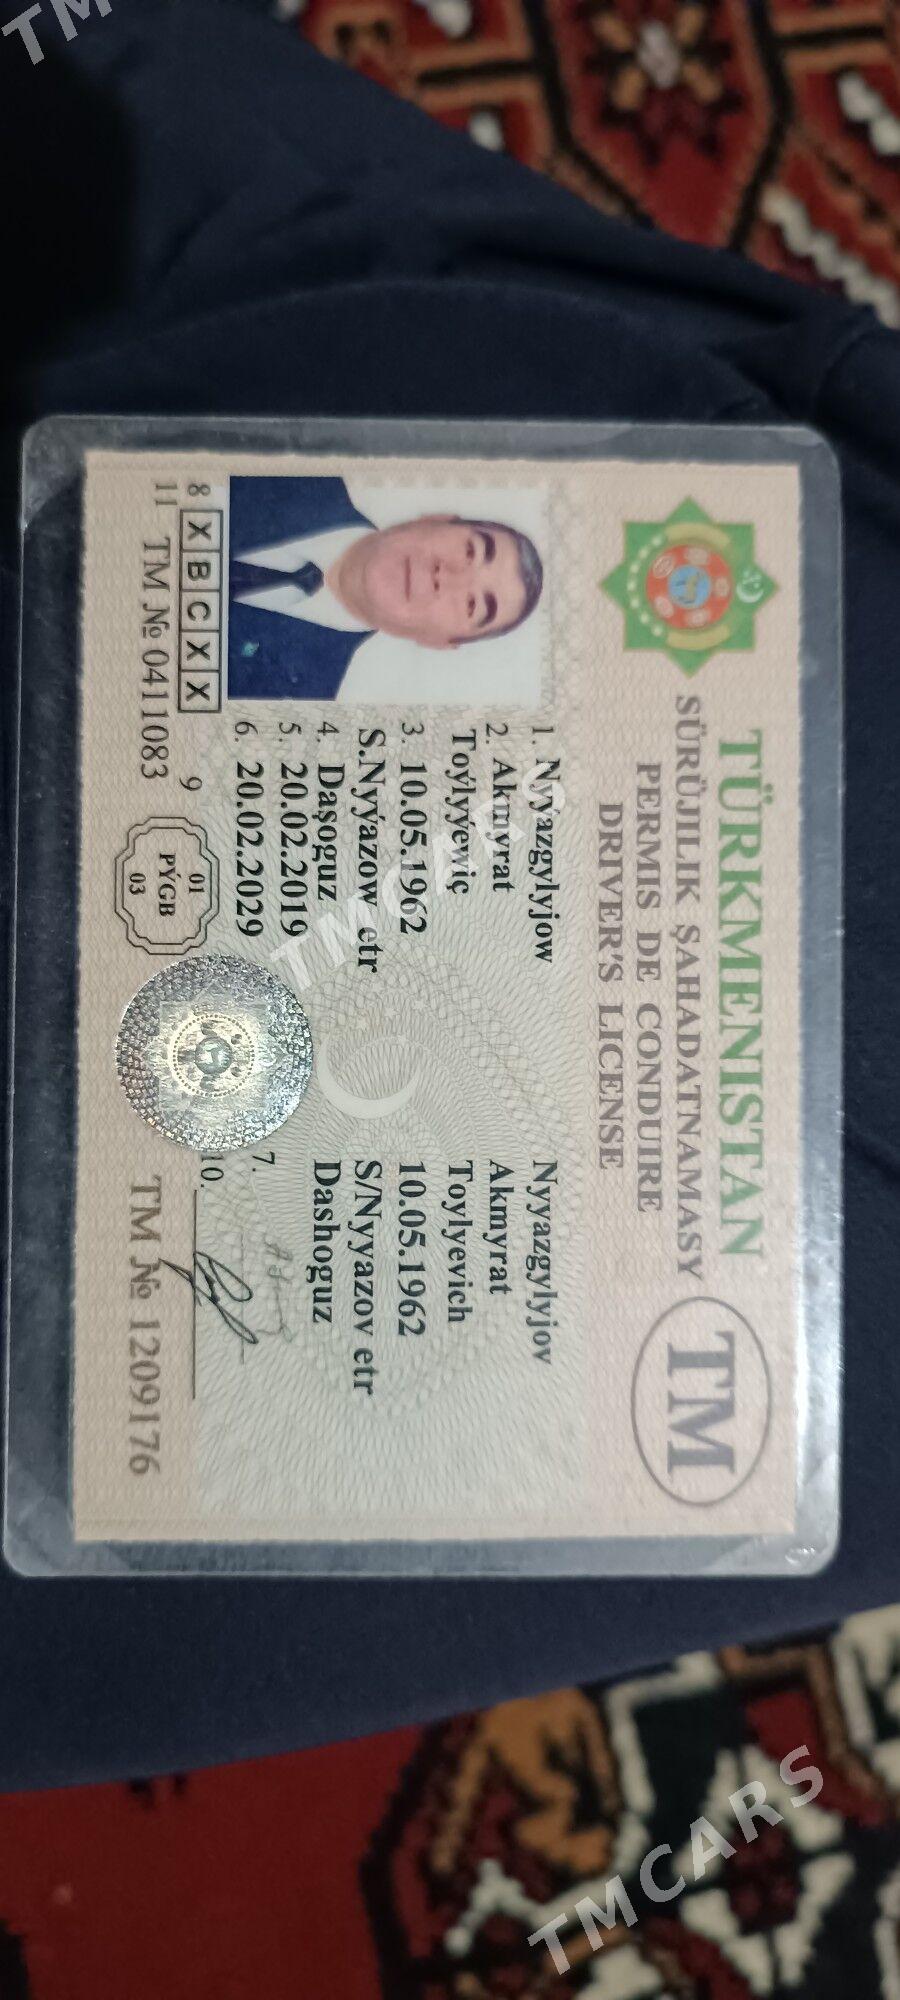 TÜRKMENISTAN
SÜRÜJILIK ŞAHADATNAMASY
PERMIS DE CONDUIRE
DRIVER'S LICENSE
TM
1. Nyýazgylyjow
2. Akmyrat
Toýlyýewiç
3. 10.05.1962
S.Nyýazow etr
4. Daşoguz
5. 20.02.2019
6. 20.02.2029
Nyyazgylyjov
Akmyrat
Toylyevich
10.05.1962
S/Nyyazov etr
Dashoguz
7.
8 X B C X X
9
01
PÝGB
03
10.
11 TM № 0411083
TM № 1209176
TMCARS
TMCARS
TM